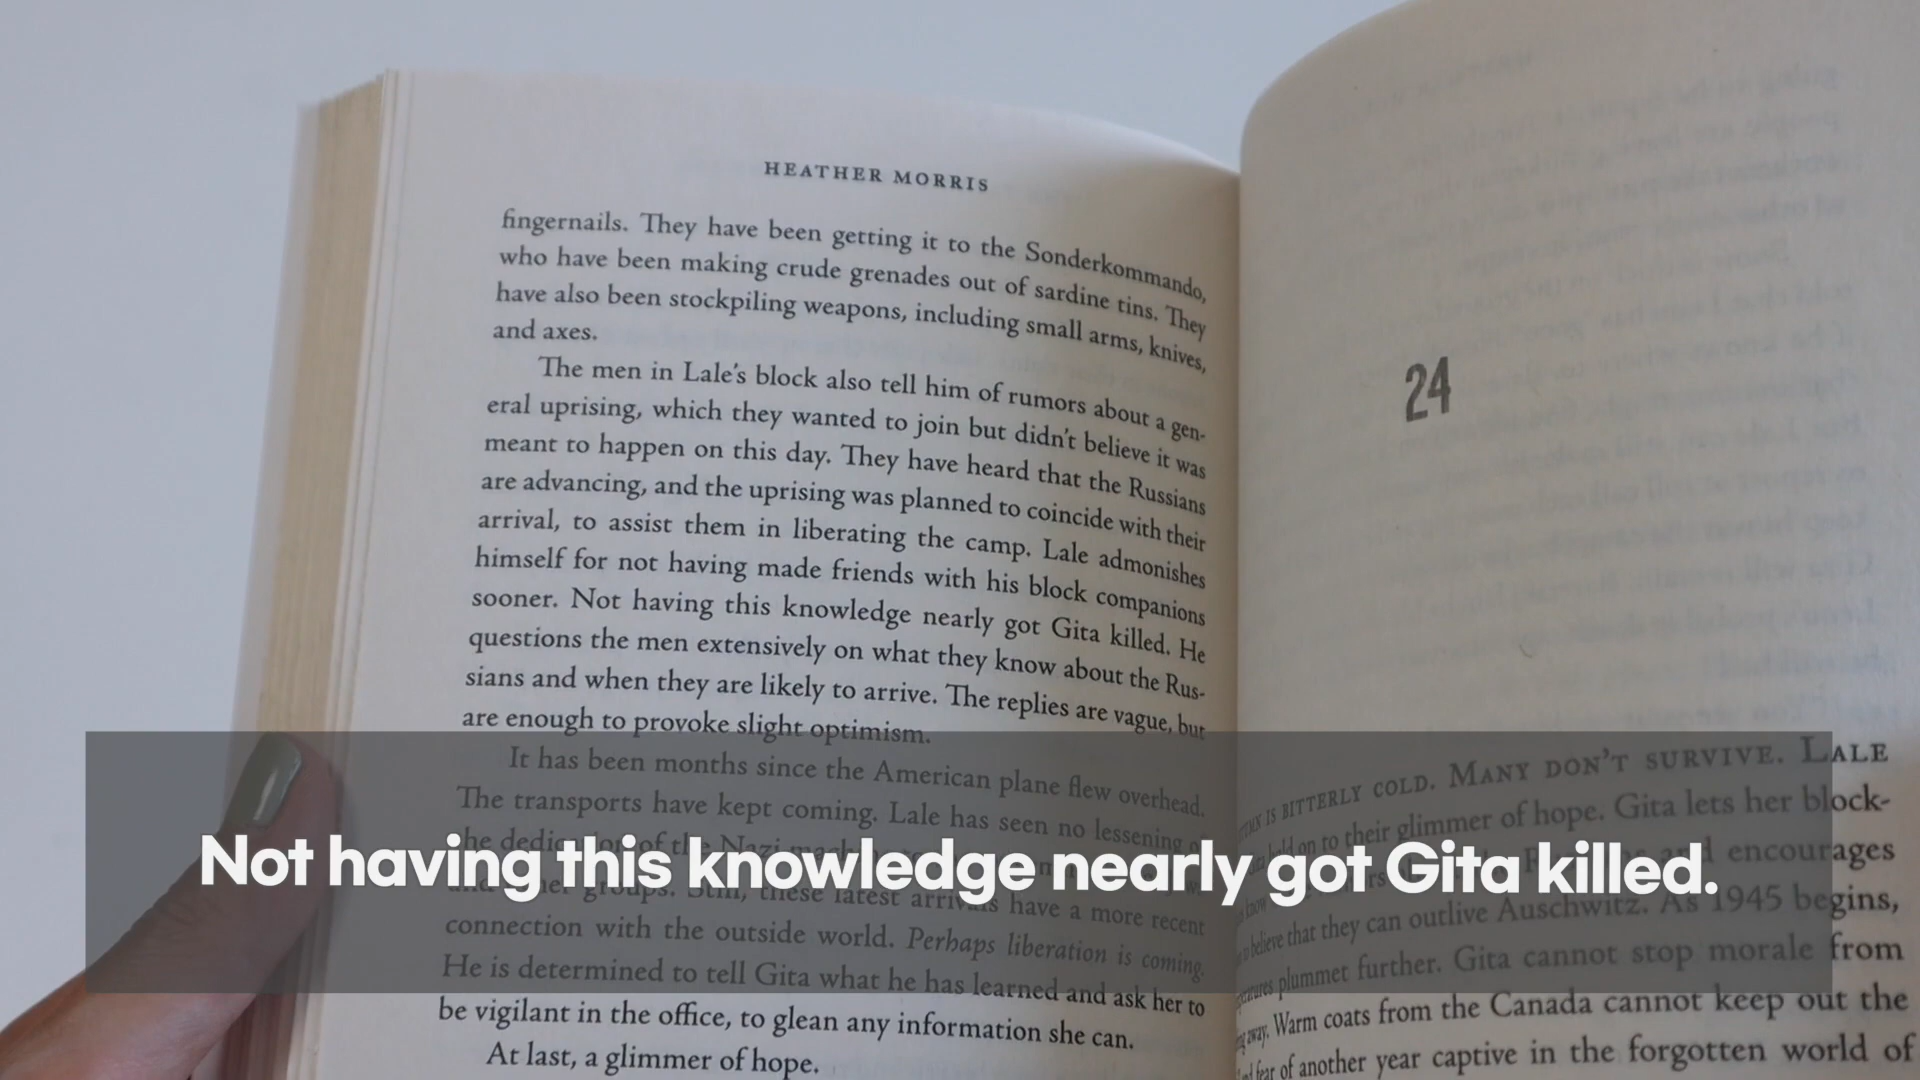 HEATHER MORRIS
fingernails. They have been getting it to the Sonderkommando,
who have been making crude grenades out of sardine tins. They
have also been stockpiling weapons, including small arms, knives,
and axes.
The men in Lale's block also tell him of rumors about a gen-
eral uprising, which they wanted to join but didn't believe it was
meant to happen on this day. They have heard that the Russians
are advancing, and the uprising was planned to coincide with their
arrival, to assist them in liberating the camp. Lale admonishes
himself for not having made friends with his block companions
sooner. Not having this knowledge nearly got Gita killed. He
questions the men extensively on what they know about the Rus-
sians and when they are likely to arrive. The replies are vague, but
are enough to provoke slight optimism.
It has been months since the American plane flew overhead.
The transports have kept coming. Lale has seen no lessening
the of the Nazi
groups. Still, these latest arrivals have a more recent
connection with the outside world. Perhaps liberation is coming.
He is determined to tell Gita what he has learned and ask her to
be vigilant in the office, to glean any information she can.
At last, a glimmer of hope.
24
IS BITTERLY COLD. MANY DON'T SURVIVE. LALE
on to their glimmer of hope. Gita lets her block-
and encourages
believe that they can outlive Auschwitz. As 1945 begins,
plummet further. Gita cannot stop morale from
away. Warm coats from the Canada cannot keep out the
fear of another year captive in the forgotten world of
Not having this knowledge nearly got Gita killed.